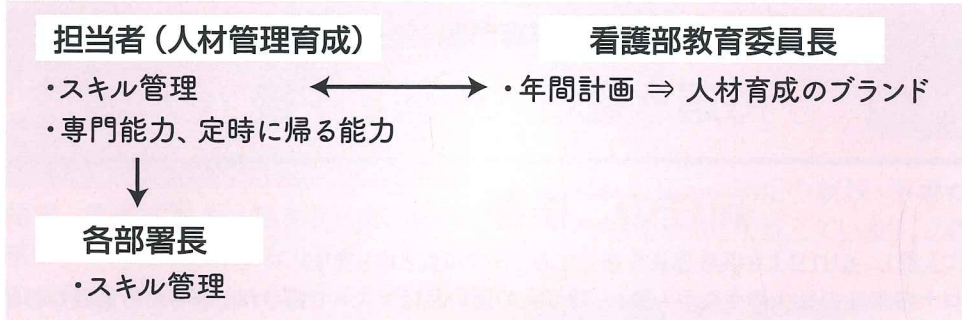 担当者（人材管理育成）
看護部教育委員長
・スキル管理
・年間計画 ⇒ 人材育成のブランド
・専門能力、定時に帰る能力
各部署長
・スキル管理